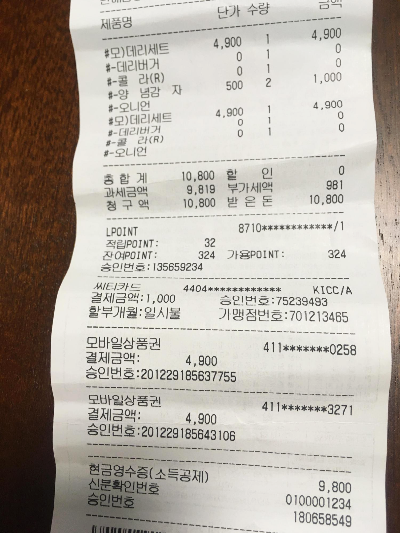 제품명 단가 수량 금액
#모)데리세트 4,900 1 4,900
#-데리버거 0 1 0
#-콜 라(R) 0 1 0
#-양 념감 자 500 2 1,000
#-오니언
#모)데리세트 4,900 1 4,900
#-데리버거 0 1 0
#-콜 라(R) 0 1 0
#-오니언
총 합 계 10,800 할 인 0
과세금액 9,819 부가세액 981
청 구 액 10,800 받 은 돈 10,800
LPOINT 8710************/1
적립POINT: 32
잔여POINT: 324 가용POINT: 324
승인번호:135659234
씨티카드 4404************ KICC/A
결제금액:1,000 승인번호:75239493
할부개월:일시불 가맹점번호:701213465
모바일상품권 411*******0258
결제금액: 4,900
승인번호:201229185637755
모바일상품권 411*******3271
결제금액: 4,900
승인번호:201229185643106
현금영수증(소득공제) 9,800
신분확인번호 0100001234
승인번호 180658549